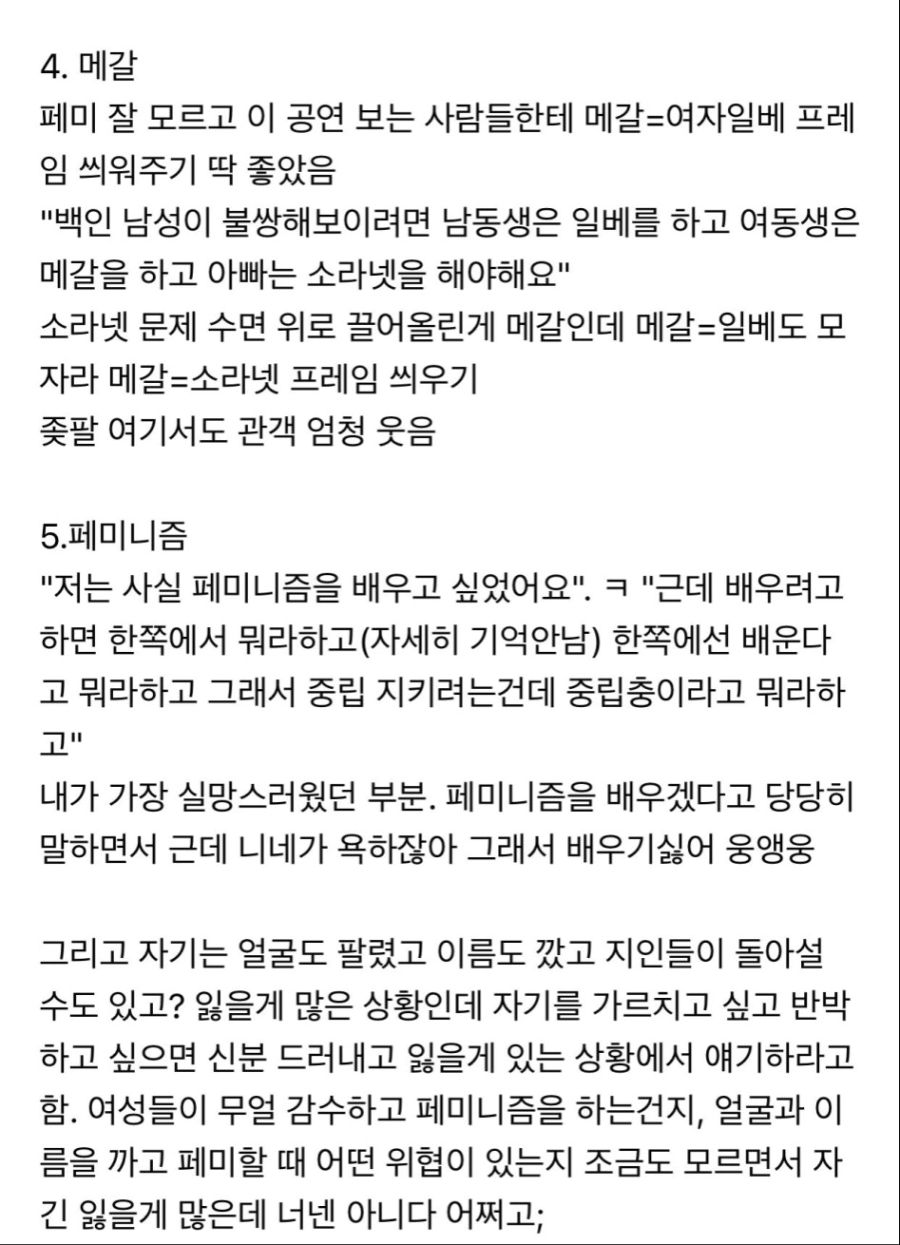 4. 메갈
페미 잘 모르고 이 공연 보는 사람들한테 메갈=여자일베 프레
임 씌워주기 딱 좋았음
"백인 남성이 불쌍해보이려면 남동생은 일베를 하고 여동생은
메갈을 하고 아빠는 소라넷을 해야해요"
소라넷 문제 수면 위로 끌어올린게 메갈인데 메갈=일베도 모
자라 메갈=소라넷 프레임 씌우기
좆팔 여기서도 관객 엄청 웃음
5.페미니즘
"저는 사실 페미니즘을 배우고 싶었어요". ㅋ "근데 배우려고
하면 한쪽에서 뭐라하고(자세히 기억안남) 한쪽에선 배운다
고 뭐라하고 그래서 중립 지키려는건데 중립충이라고 뭐라하
고"
내가 가장 실망스러웠던 부분. 페미니즘을 배우겠다고 당당히
말하면서 근데 니네가 욕하잖아 그래서 배우기싫어 웅앵웅
그리고 자기는 얼굴도 팔렸고 이름도 깠고 지인들이 돌아설
수도 있고? 잃을게 많은 상황인데 자기를 가르치고 싶고 반박
하고 싶으면 신분 드러내고 잃을게 있는 상황에서 얘기하라고
함. 여성들이 무얼 감수하고 페미니즘을 하는건지, 얼굴과 이
름을 까고 페미할 때 어떤 위협이 있는지 조금도 모르면서 자
긴 잃을게 많은데 너넨 아니다 어쩌고;